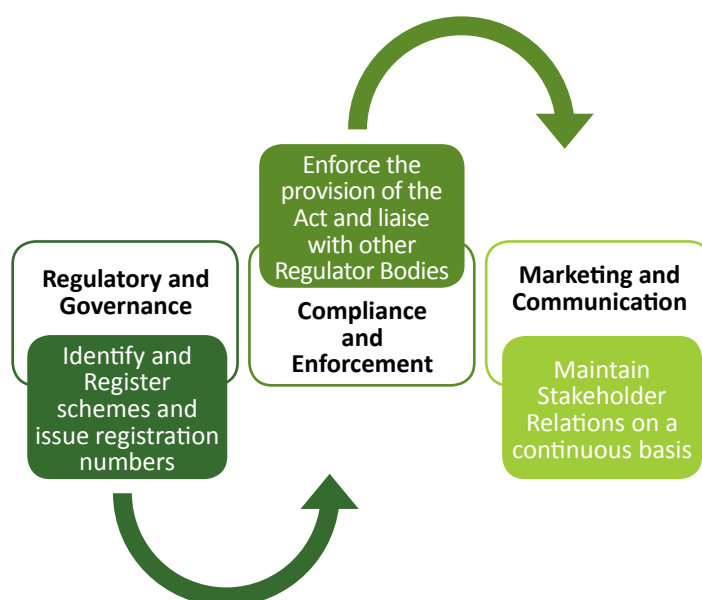 Regulatory and
Governance
Identify and
Register
schemes and
issue registration
numbers
Enforce the
provision of the
Act and liaise
with other
Regulator Bodies
Compliance
and
Enforcement
Marketing and
Communication
Maintain
Stakeholder
Relations on a
continuous basis